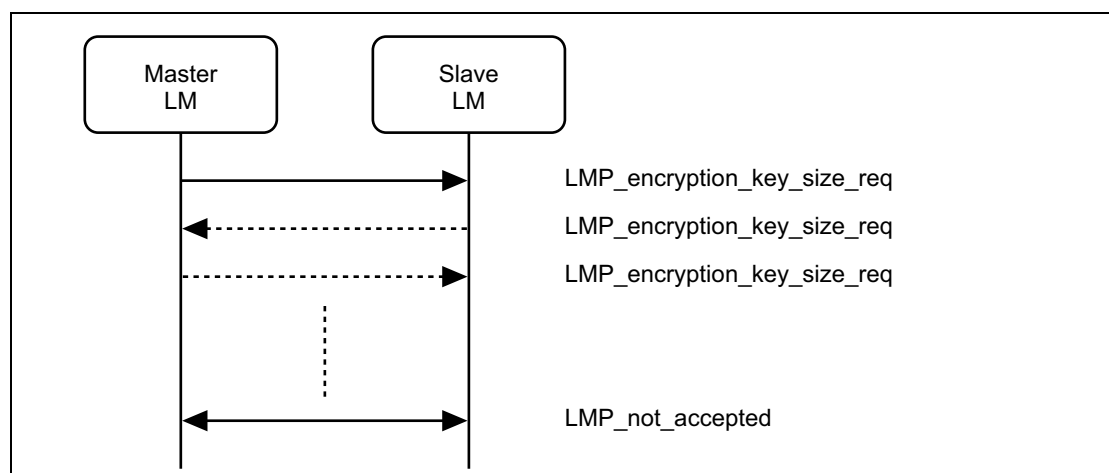 Master
LM
Slave
LM
LMP_encryption_key_size_req
LMP_encryption_key_size_req
LMP_encryption_key_size_req
LMP_not_accepted